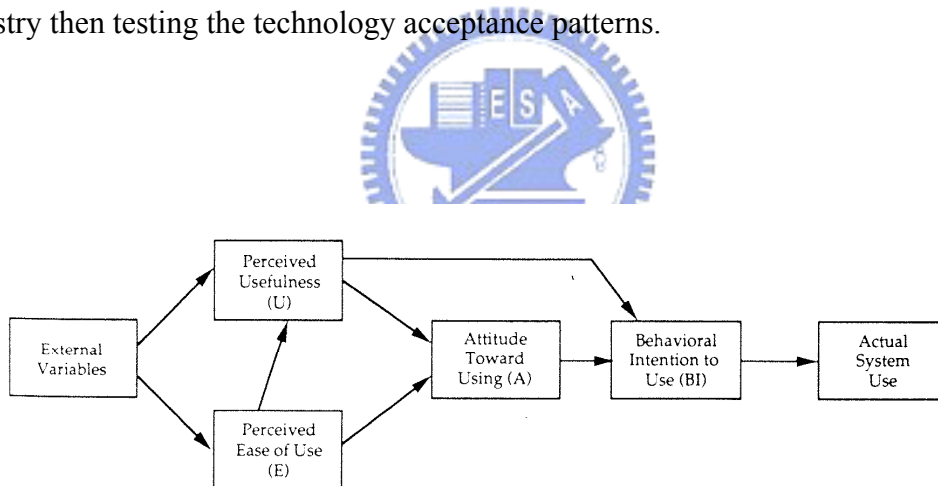 stry then testing the technology acceptance patterns.
E S A
Perceived
Usefulness
(U)
External
Variables
Attitude
Toward
Using (A)
Behavioral
Intention to
Use (BI)
Actual
System
Use
Perceived
Ease of Use
(E)